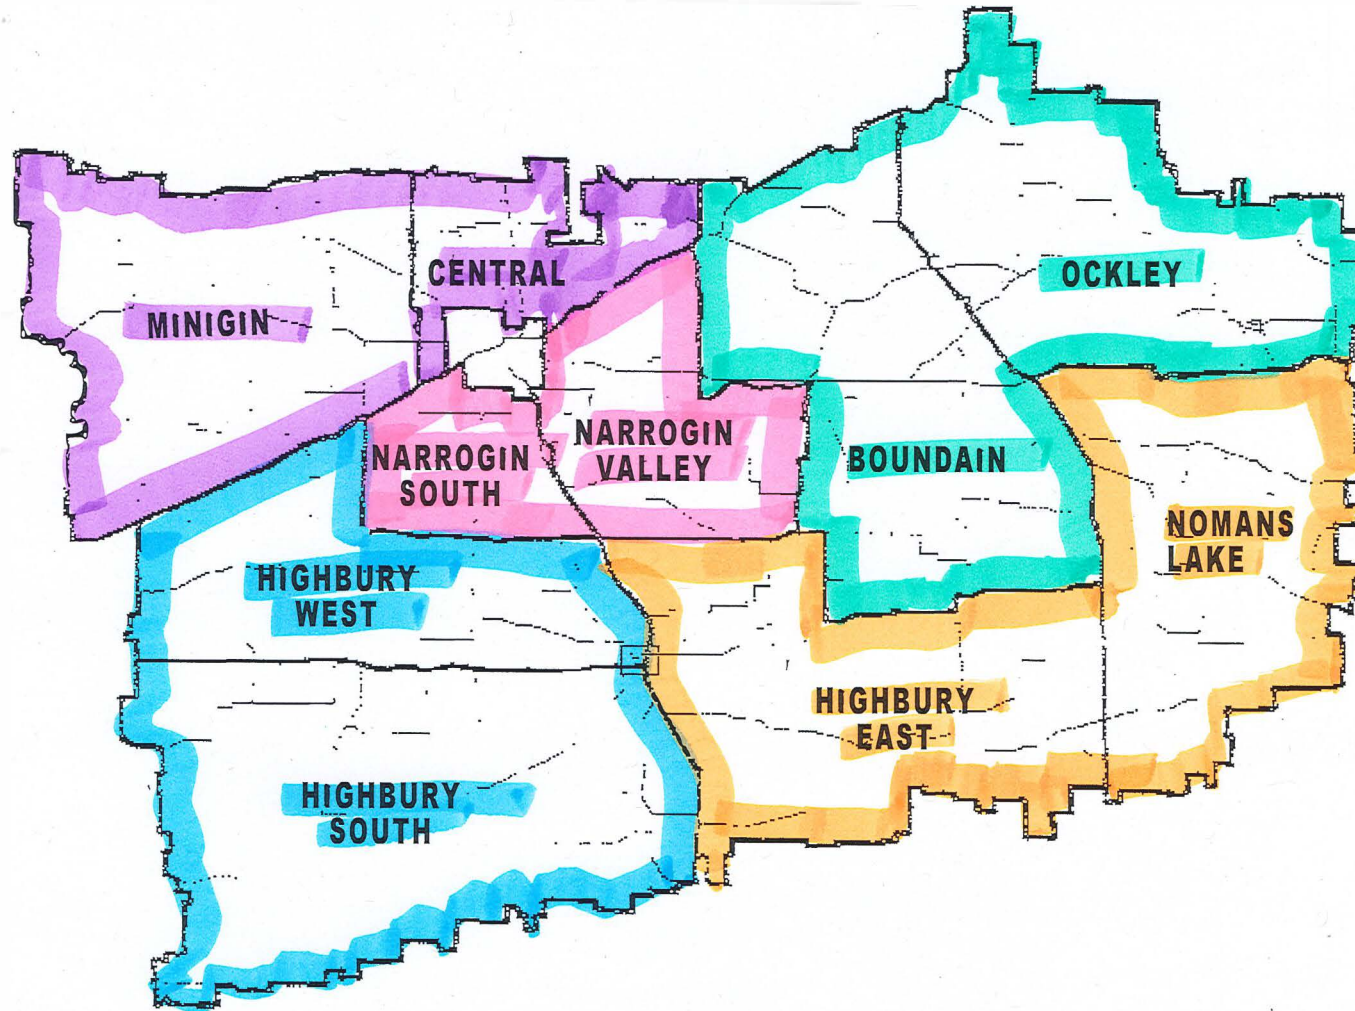 CENTRAL
OCKLEY
MINIGIN
NARROGIN
VALLEY
NARROGIN
SOUTH
BOUNDAIN
NOMANS
LAKE
HIGHBURY
WEST
HIGHBURY
EAST
HIGHBURY
SOUTH